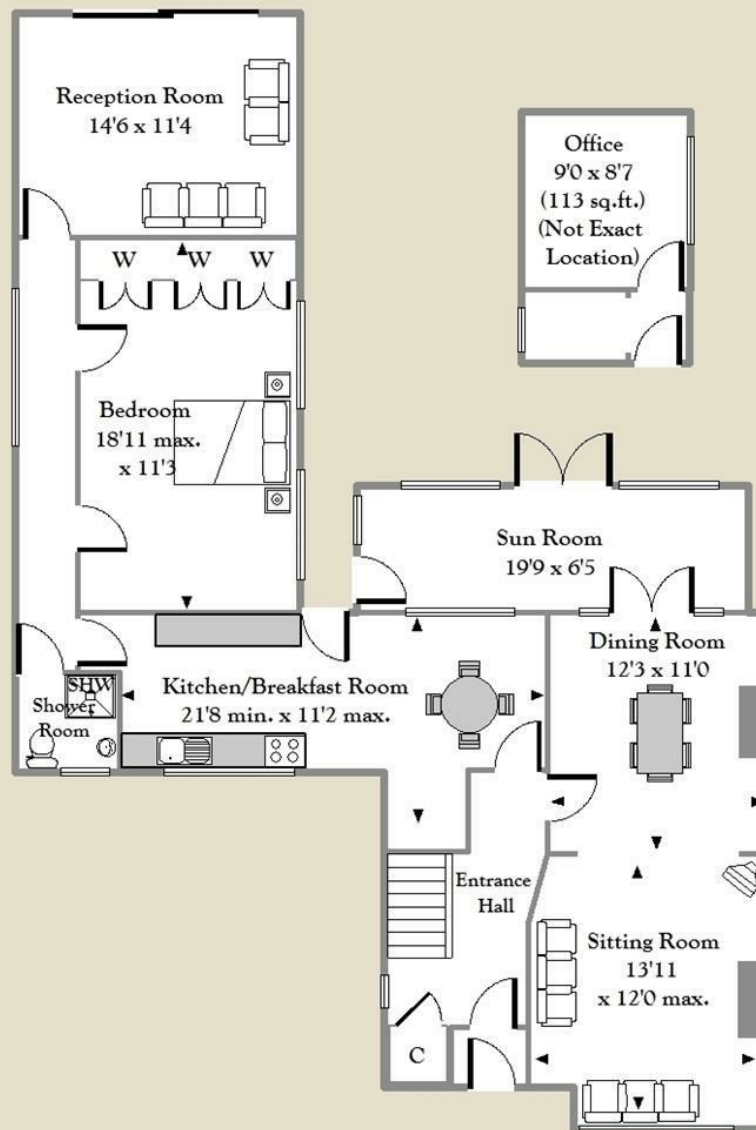 Reception Room
14'6 x 11'4
Office
9'0 x 8'7
(113 sq.ft.)
(Not Exact
Location)
W W W
Bedroom
18'11 max.
x 11'3
Sun Room
19'9 x 6'5
Dining Room
12'3 x 11'0
Kitchen/Breakfast Room
21'8 min. x 11'2 max.
SHW
Shower
Room
Entrance
Hall
Sitting Room
13'11
x 12'0 max.
C